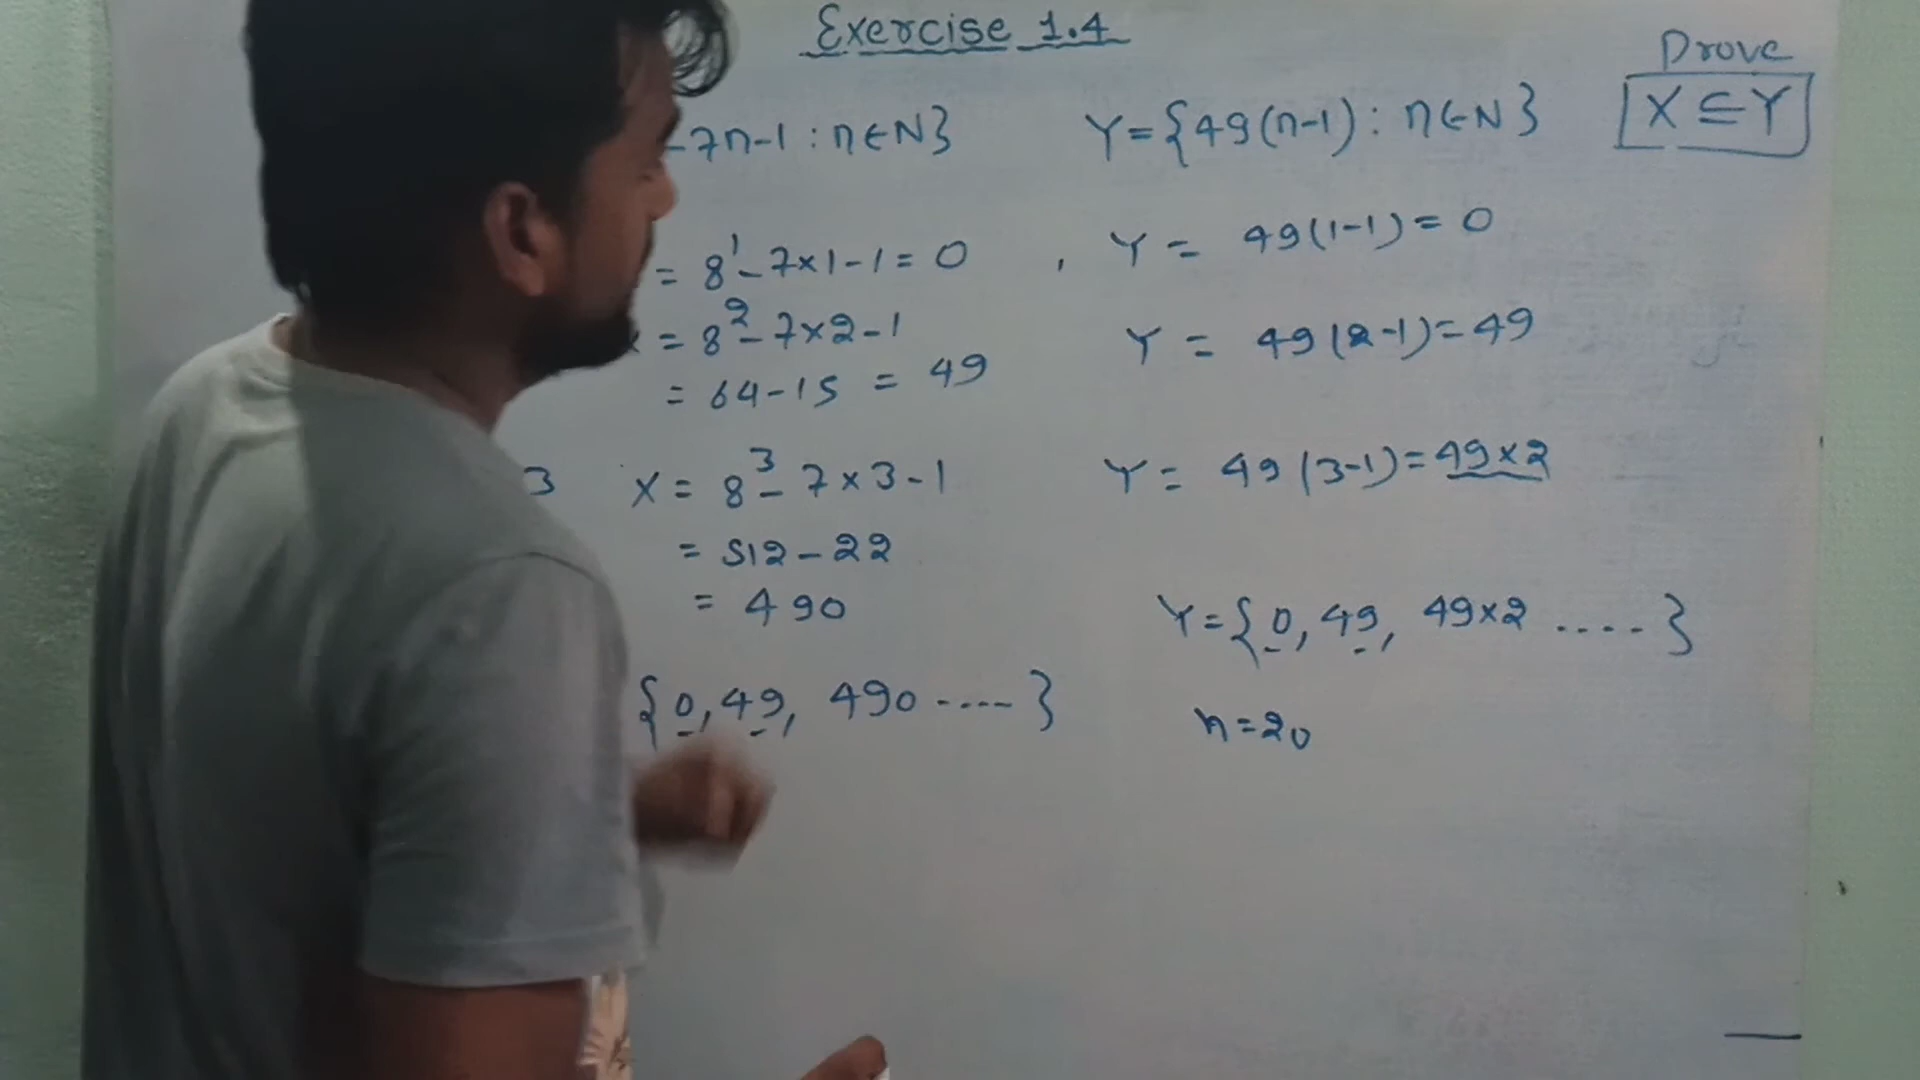 Exercise 1.4
Prove
X ⊆ Y
-7n-1 : n∈N}
Y={49(n-1): n∈N}
= 8¹-7×1-1= 0 , Y = 49(1-1)= 0
= 8²-7×2-1
Y = 49(2-1)=49
= 64-15 = 49
3 X = 8³-7×3-1
Y = 49(3-1)=49×2
= 512-22
= 490
Y={0, 49, 49×2 .....}
{0,49, 490 .....}
n=20